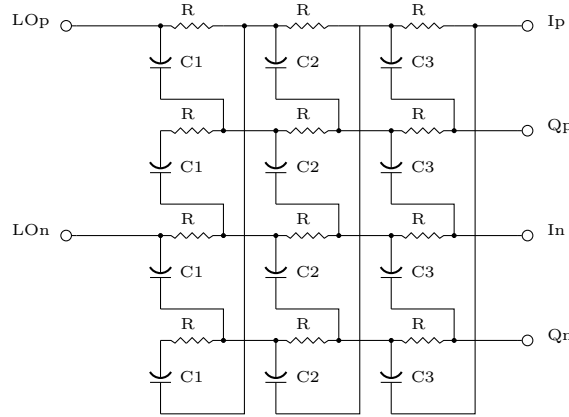 LOp R R R Ip
C1 C2 C3
R R R Qp
C1 C2 C3
LOn R R R In
C1 C2 C3
R R R Qn
C1 C2 C3